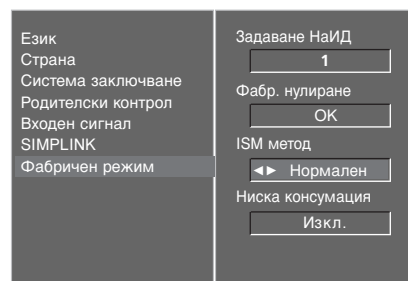 Език
Страна
Система заключване
Родителски контрол
Входен сигнал
SIMPLINK
Фабричен режим
Задаване НаИД
1
Фабр. нулиране
OK
ISM метод
◄► Нормален
Ниска консумация
Изкл.